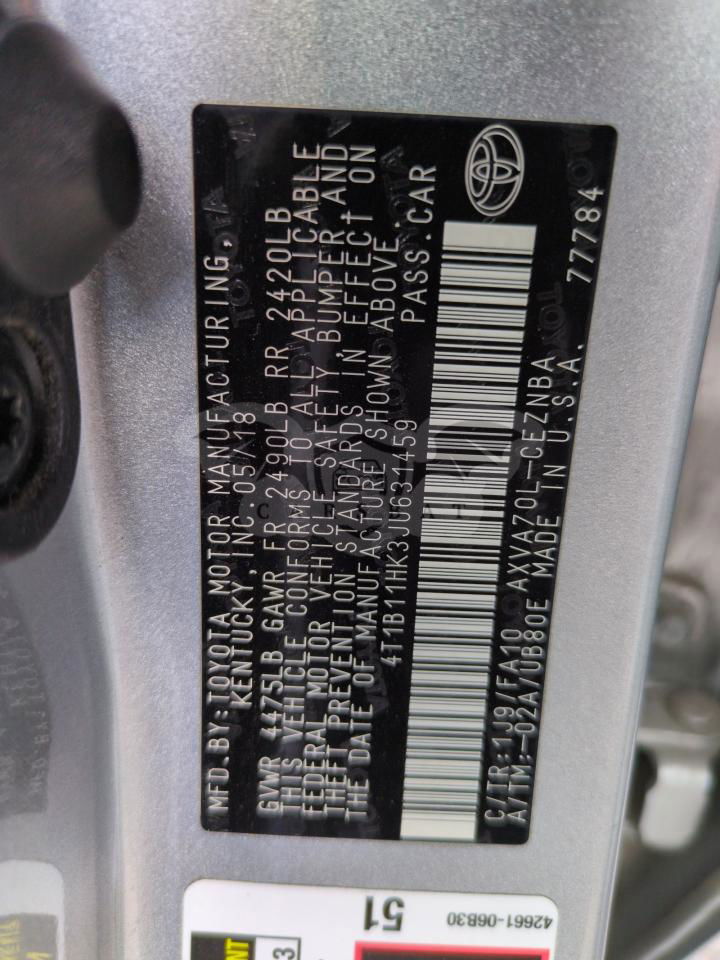 MFD.BY:TOYOTA MOTOR MANUFACTURING,
KENTUCKY,INC 05/18
GVWR 4475LB GAWR FR 2490LB RR 2420LB
THIS VEHICLE CONFORMS TO ALL APPLICABLE
FEDERAL MOTOR VEHICLE SAFETY BUMPER AND
THEFT PREVENTION STANDARDS IN EFFECT ON
THE DATE OF MANUFACTURE SHOWN ABOVE
4T1B11HK3JU631459 PASS.CAR
C/TR:1J9/FA10 AXVA70L-CEZNBA
A/TM:-02A/UB80E MADE IN U.S.A. 77784
51
42661-06B30